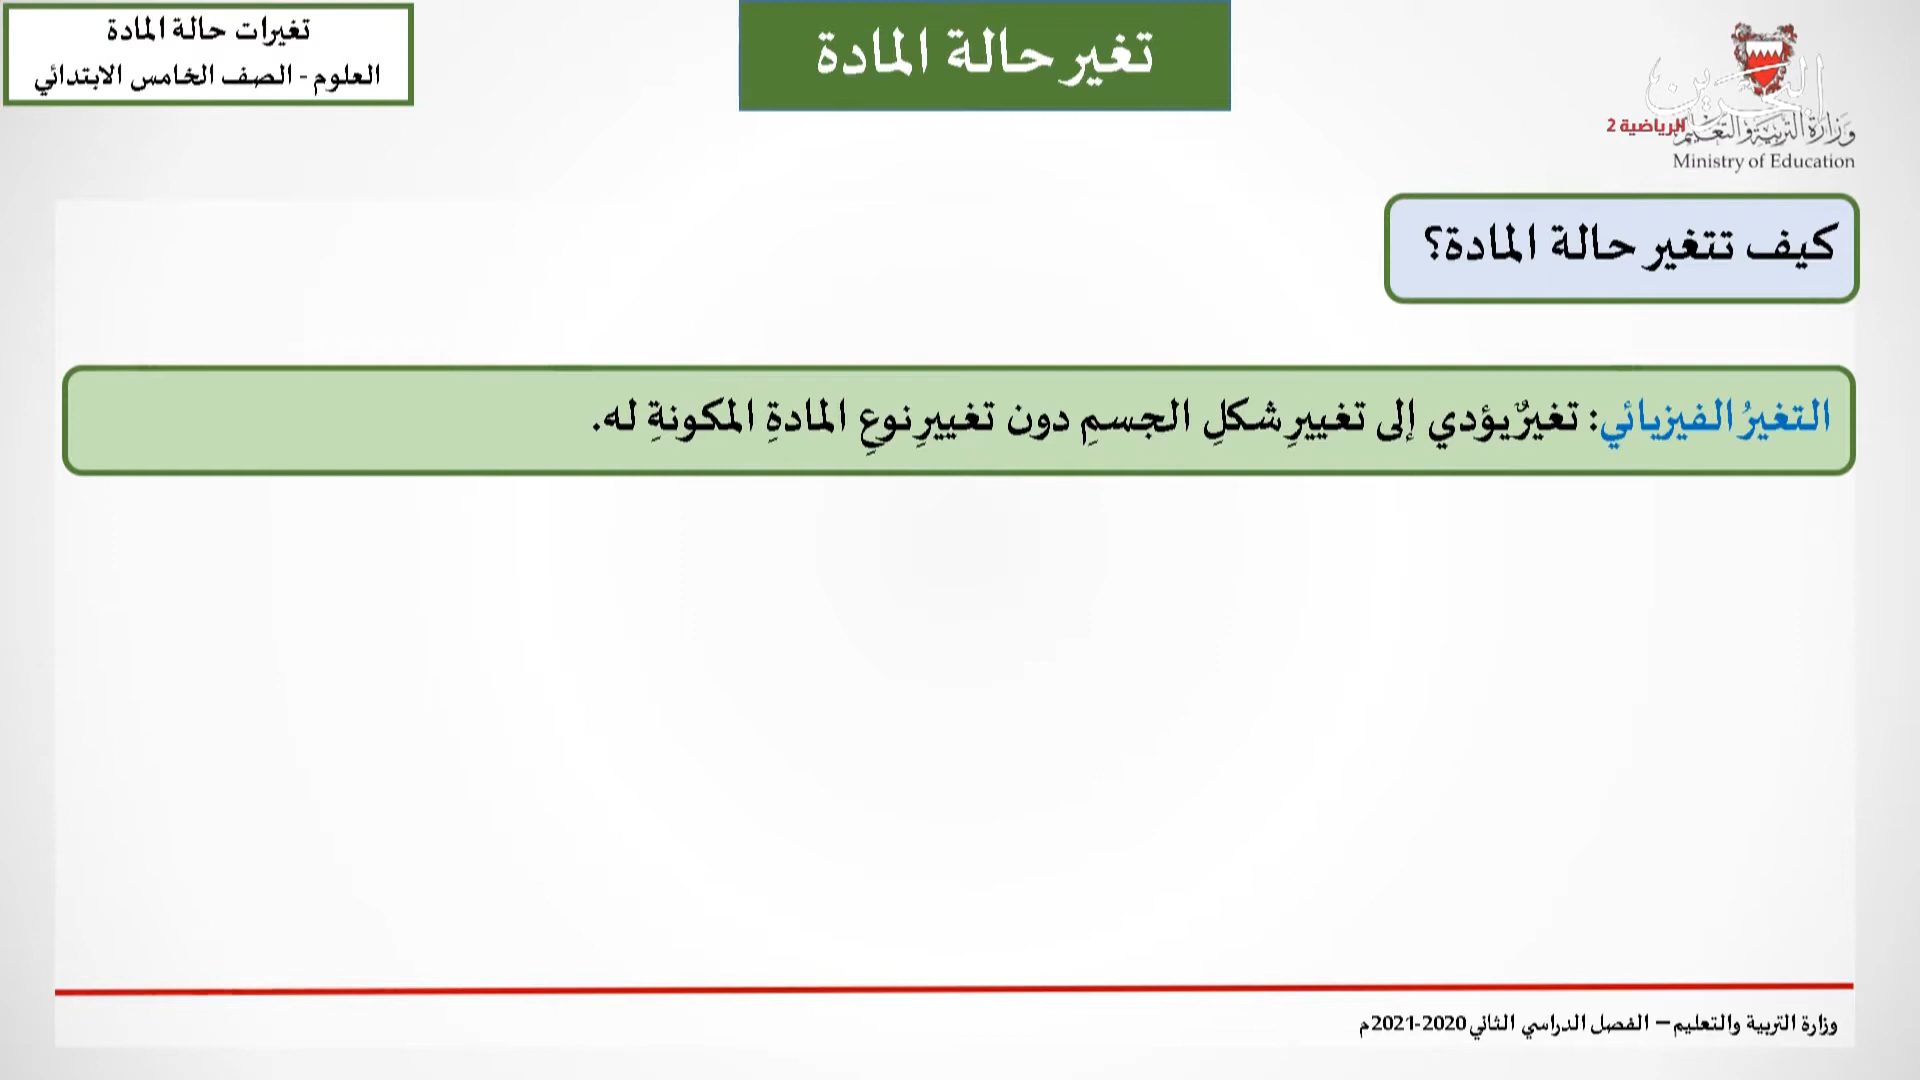 تغيرات حالة المادة
العلوم - الصف الخامس الابتدائي
تغير حالة المادة
البحرين
الرياضية 2
وزارة التربية والتعليم
Ministry of Education
كيف تتغير حالة المادة؟
التغيرُ الفيزيائي: تغيرٌ يؤدي إلى تغييرِ شكلِ الجسمِ دون تغييرِ نوعِ المادةِ المكونةِ له.
وزارة التربية والتعليم – الفصل الدراسي الثاني 2020-2021م